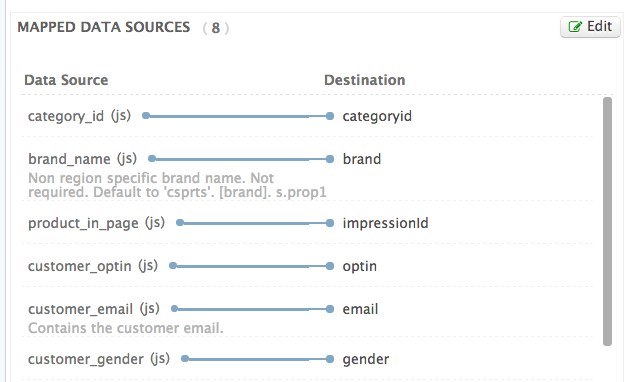 MAPPED DATA SOURCES ( 8 ) Edit
Data Source Destination
category_id (js) categoryid
brand_name (js) brand
Non region specific brand name. Not
required. Default to 'csprts'. [brand]. s.prop1
product_in_page (js) impressionId
customer_optin (js) optin
customer_email (js) email
Contains the customer email.
customer_gender (js) gender